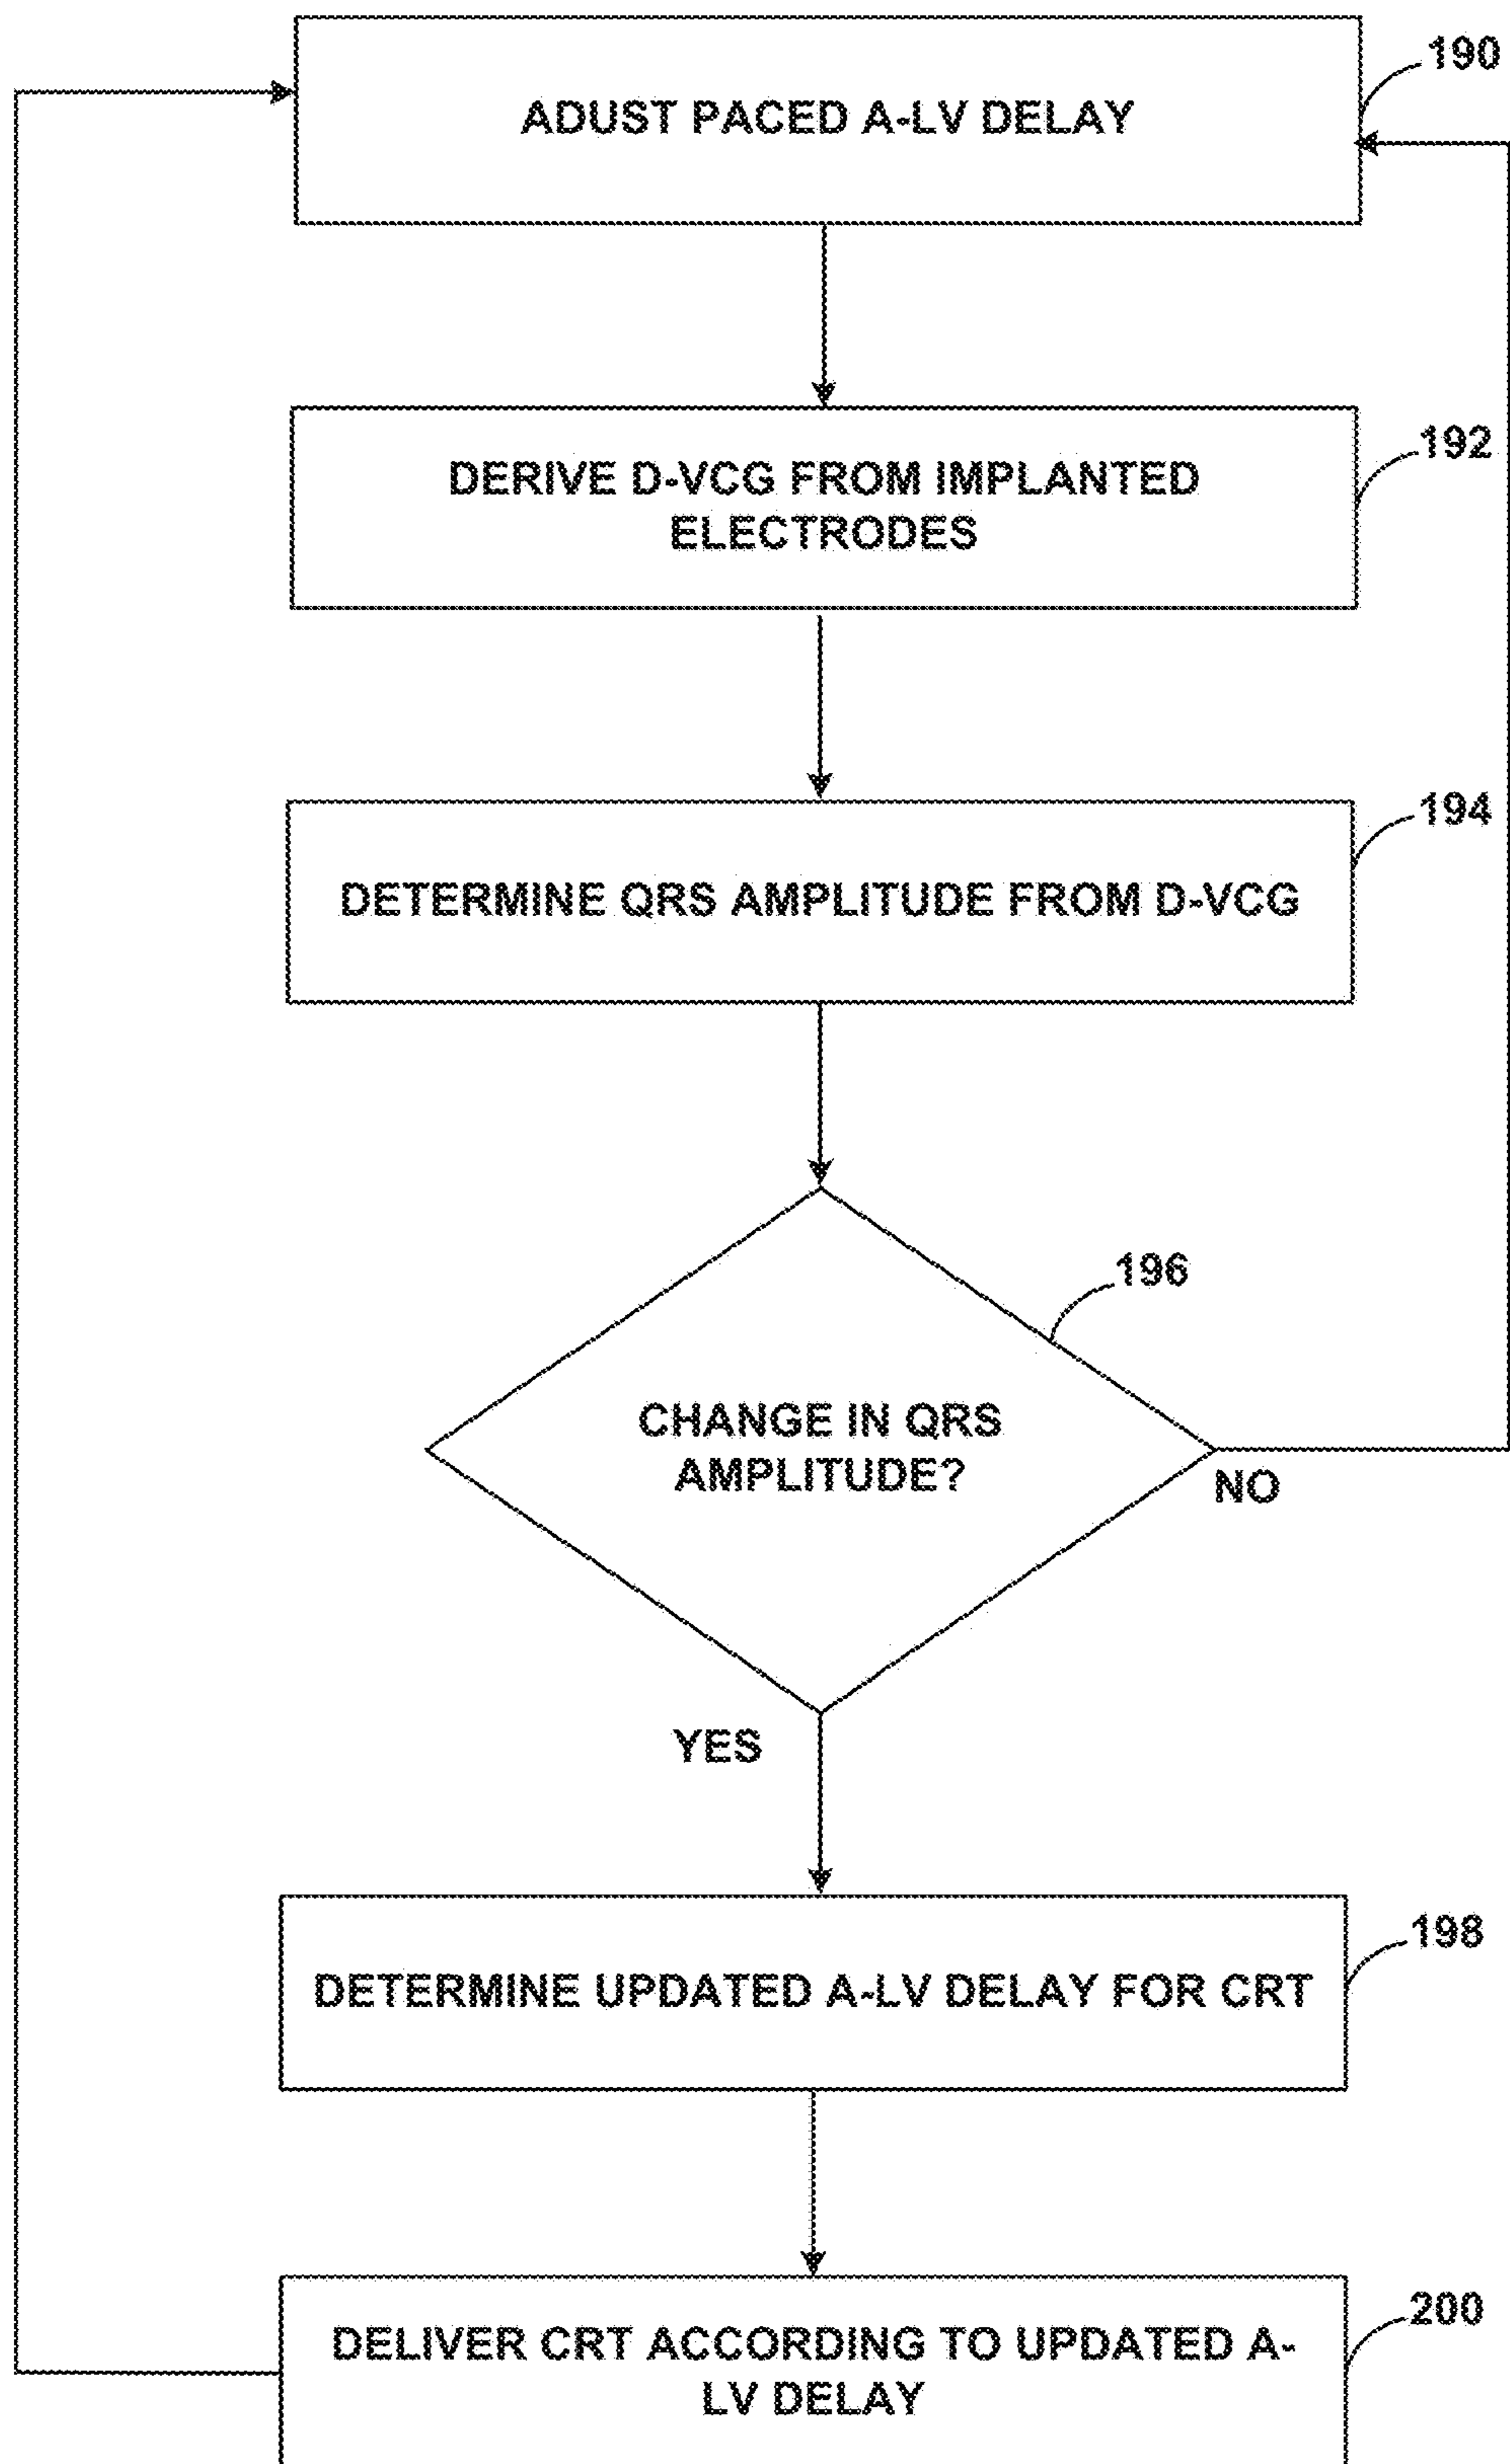 190
ADUST PACED A-LV DELAY
192
DERIVE D-VCG FROM IMPLANTED
ELECTRODES
194
DETERMINE QRS AMPLITUDE FROM D-VCG
196
CHANGE IN QRS
AMPLITUDE?
NO
YES
198
DETERMINE UPDATED A-LV DELAY FOR CRT
200
DELIVER CRT ACCORDING TO UPDATED A-
LV DELAY